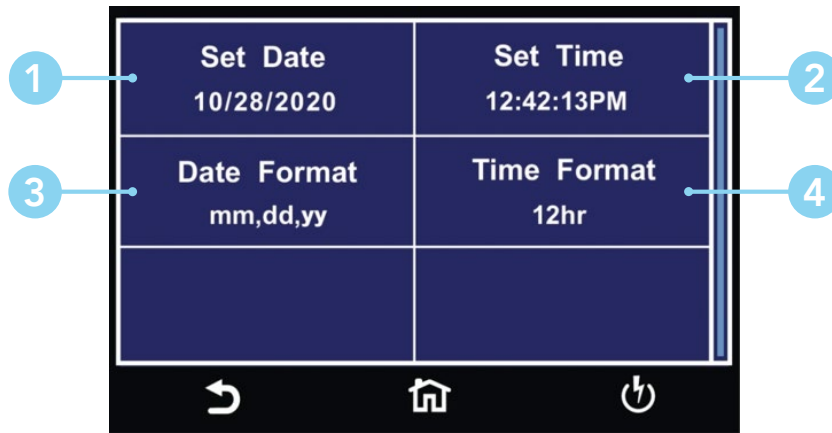 1
Set Date
10/28/2020
2
Set Time
12:42:13PM
3
Date Format
mm,dd,yy
4
Time Format
12hr